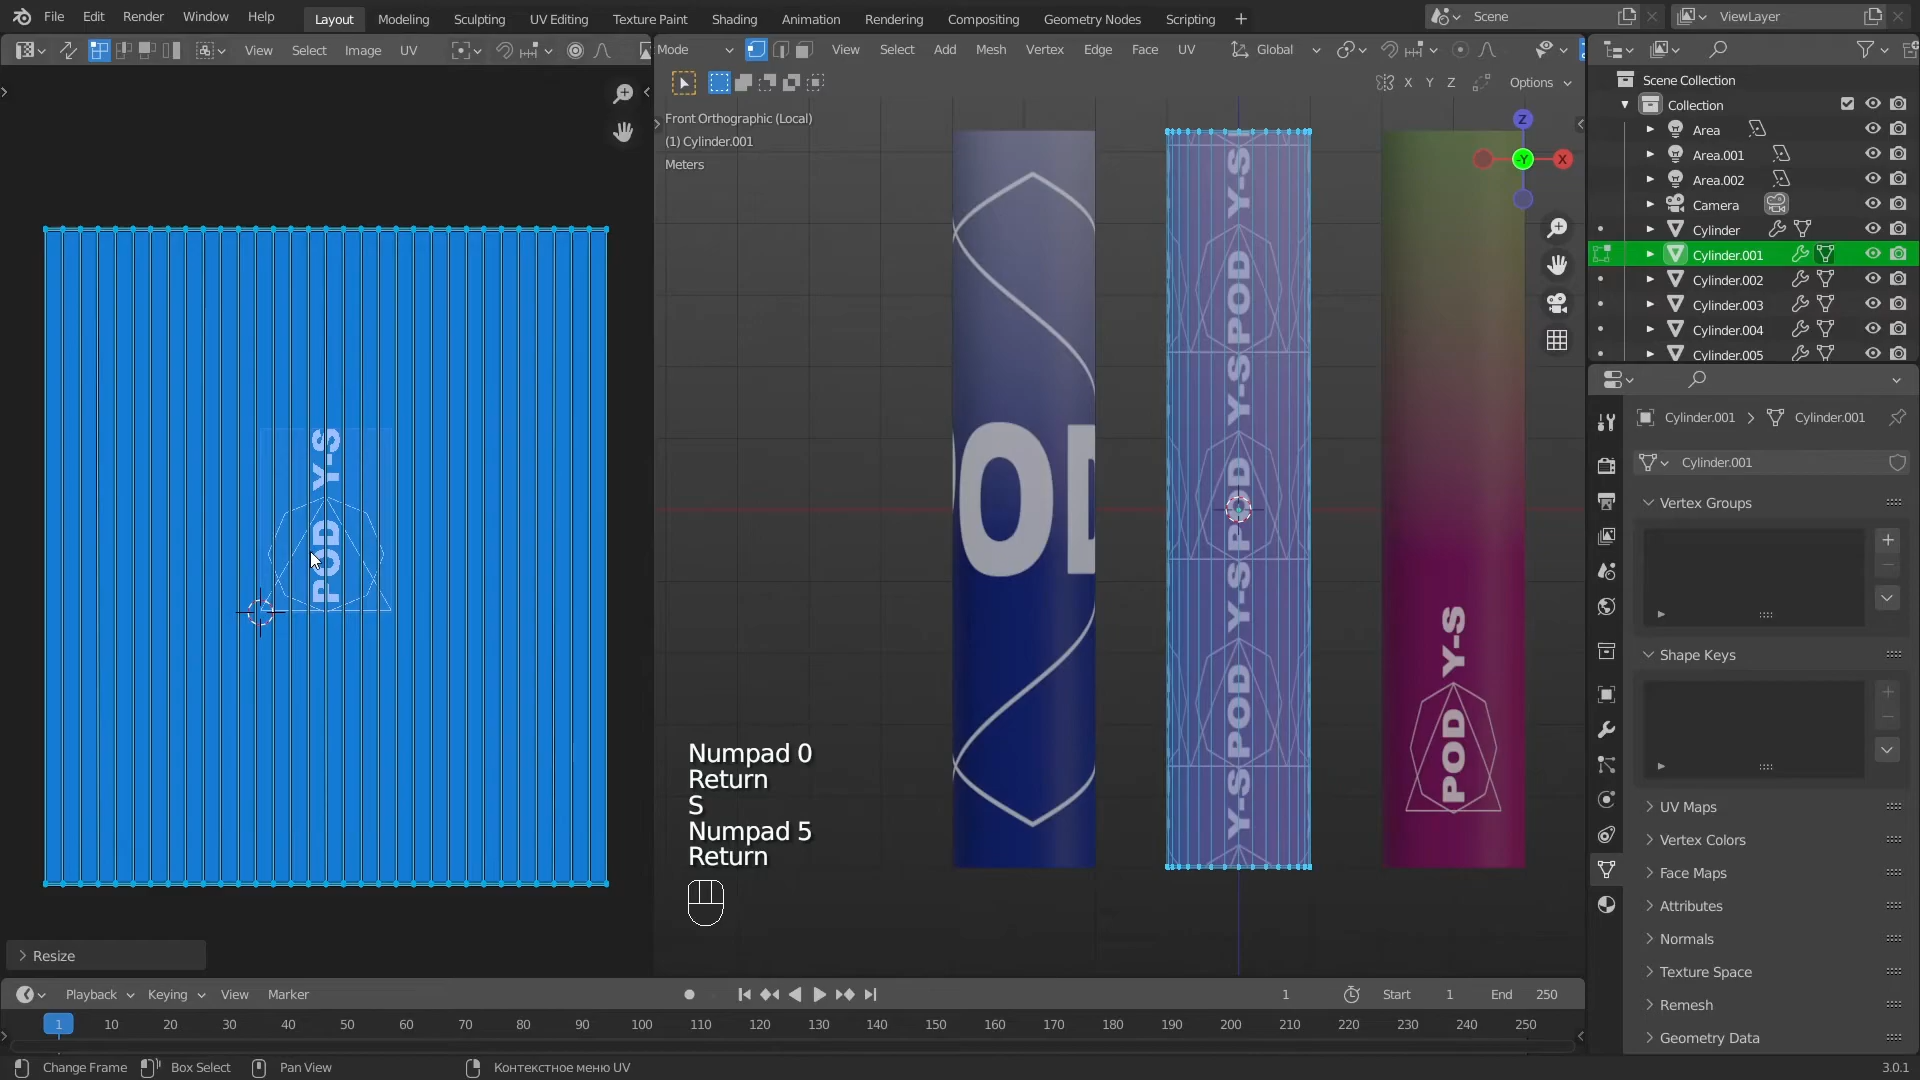 File Edit Render Window Help
Layout Modeling Sculpting UV Editing Texture Paint Shading Animation Rendering Compositing Geometry Nodes Scripting +
Scene
ViewLayer
View Select Image UV
Mode View Select Add Mesh Vertex Edge Face UV Global
X Y Z Options
Front Orthographic (Local)
(1) Cylinder.001
Meters
Z
-Y
X
Scene Collection
Collection
Area
Area.001
Area.002
Camera
Cylinder
Cylinder.001
Cylinder.002
Cylinder.003
Cylinder.004
Cylinder.005
Cylinder.001 > Cylinder.001
Cylinder.001
Vertex Groups
Shape Keys
UV Maps
Vertex Colors
Face Maps
Attributes
Normals
Texture Space
Remesh
Geometry Data
POD Y-S
OD
Y-S
POD Y-S
POD Y-S
POD Y-S
POD Y-S
Numpad 0
Return
S
Numpad 5
Return
Resize
Playback Keying View Marker
1 Start 1 End 250
1 10 20 30 40 50 60 70 80 90 100 110 120 130 140 150 160 170 180 190 200 210 220 230 240 250
Change Frame Box Select Pan View Контекстное меню UV
3.0.1